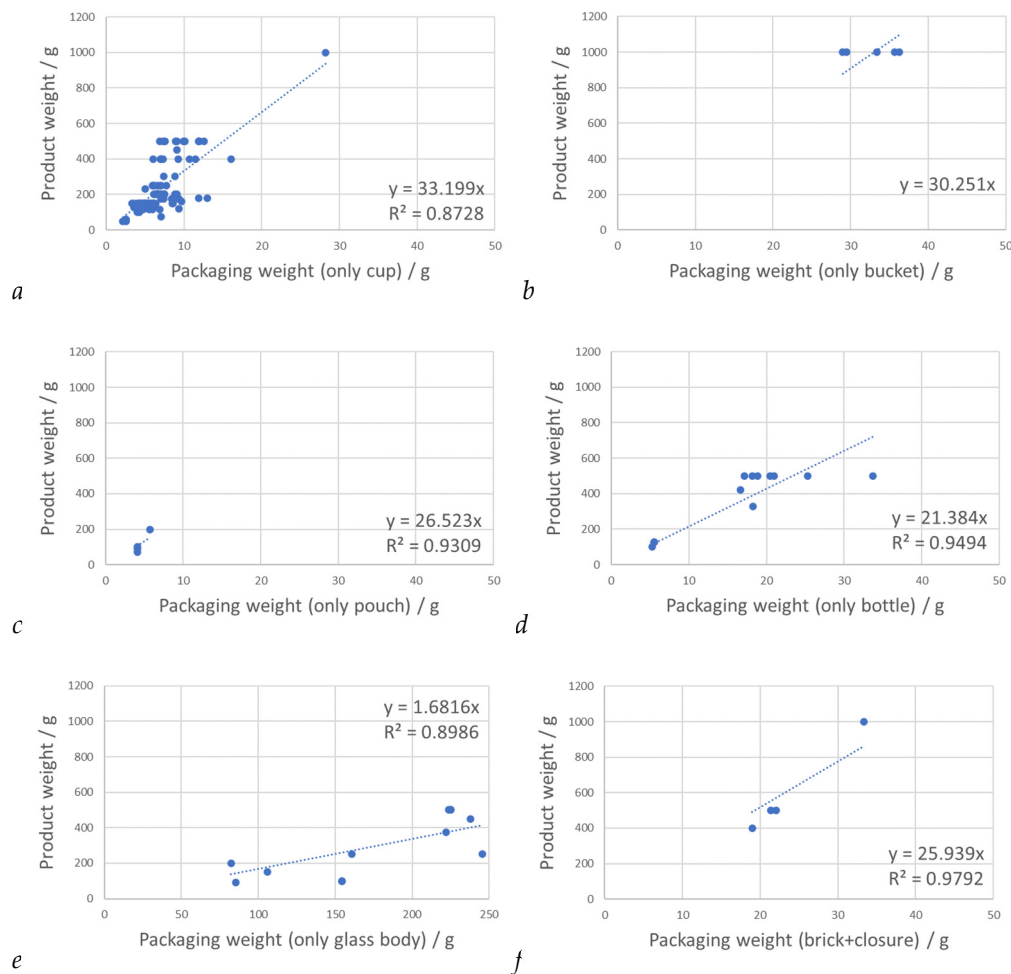 1200
1000
800
600
400
200
0
0 10 20 30 40 50
Product weight / g
Packaging weight (only cup) / g
y = 33.199x
R² = 0.8728
a
1200
1000
800
600
400
200
0
0 10 20 30 40 50
Product weight / g
Packaging weight (only bucket) / g
y = 30.251x
b
1200
1000
800
600
400
200
0
0 10 20 30 40 50
Product weight / g
Packaging weight (only pouch) / g
y = 26.523x
R² = 0.9309
c
1200
1000
800
600
400
200
0
0 10 20 30 40 50
Product weight / g
Packaging weight (only bottle) / g
y = 21.384x
R² = 0.9494
d
1200
1000
800
600
400
200
0
0 50 100 150 200 250
Product weight / g
Packaging weight (only glass body) / g
y = 1.6816x
R² = 0.8986
e
1200
1000
800
600
400
200
0
0 10 20 30 40 50
Product weight / g
Packaging weight (brick+closure) / g
y = 25.939x
R² = 0.9792
f